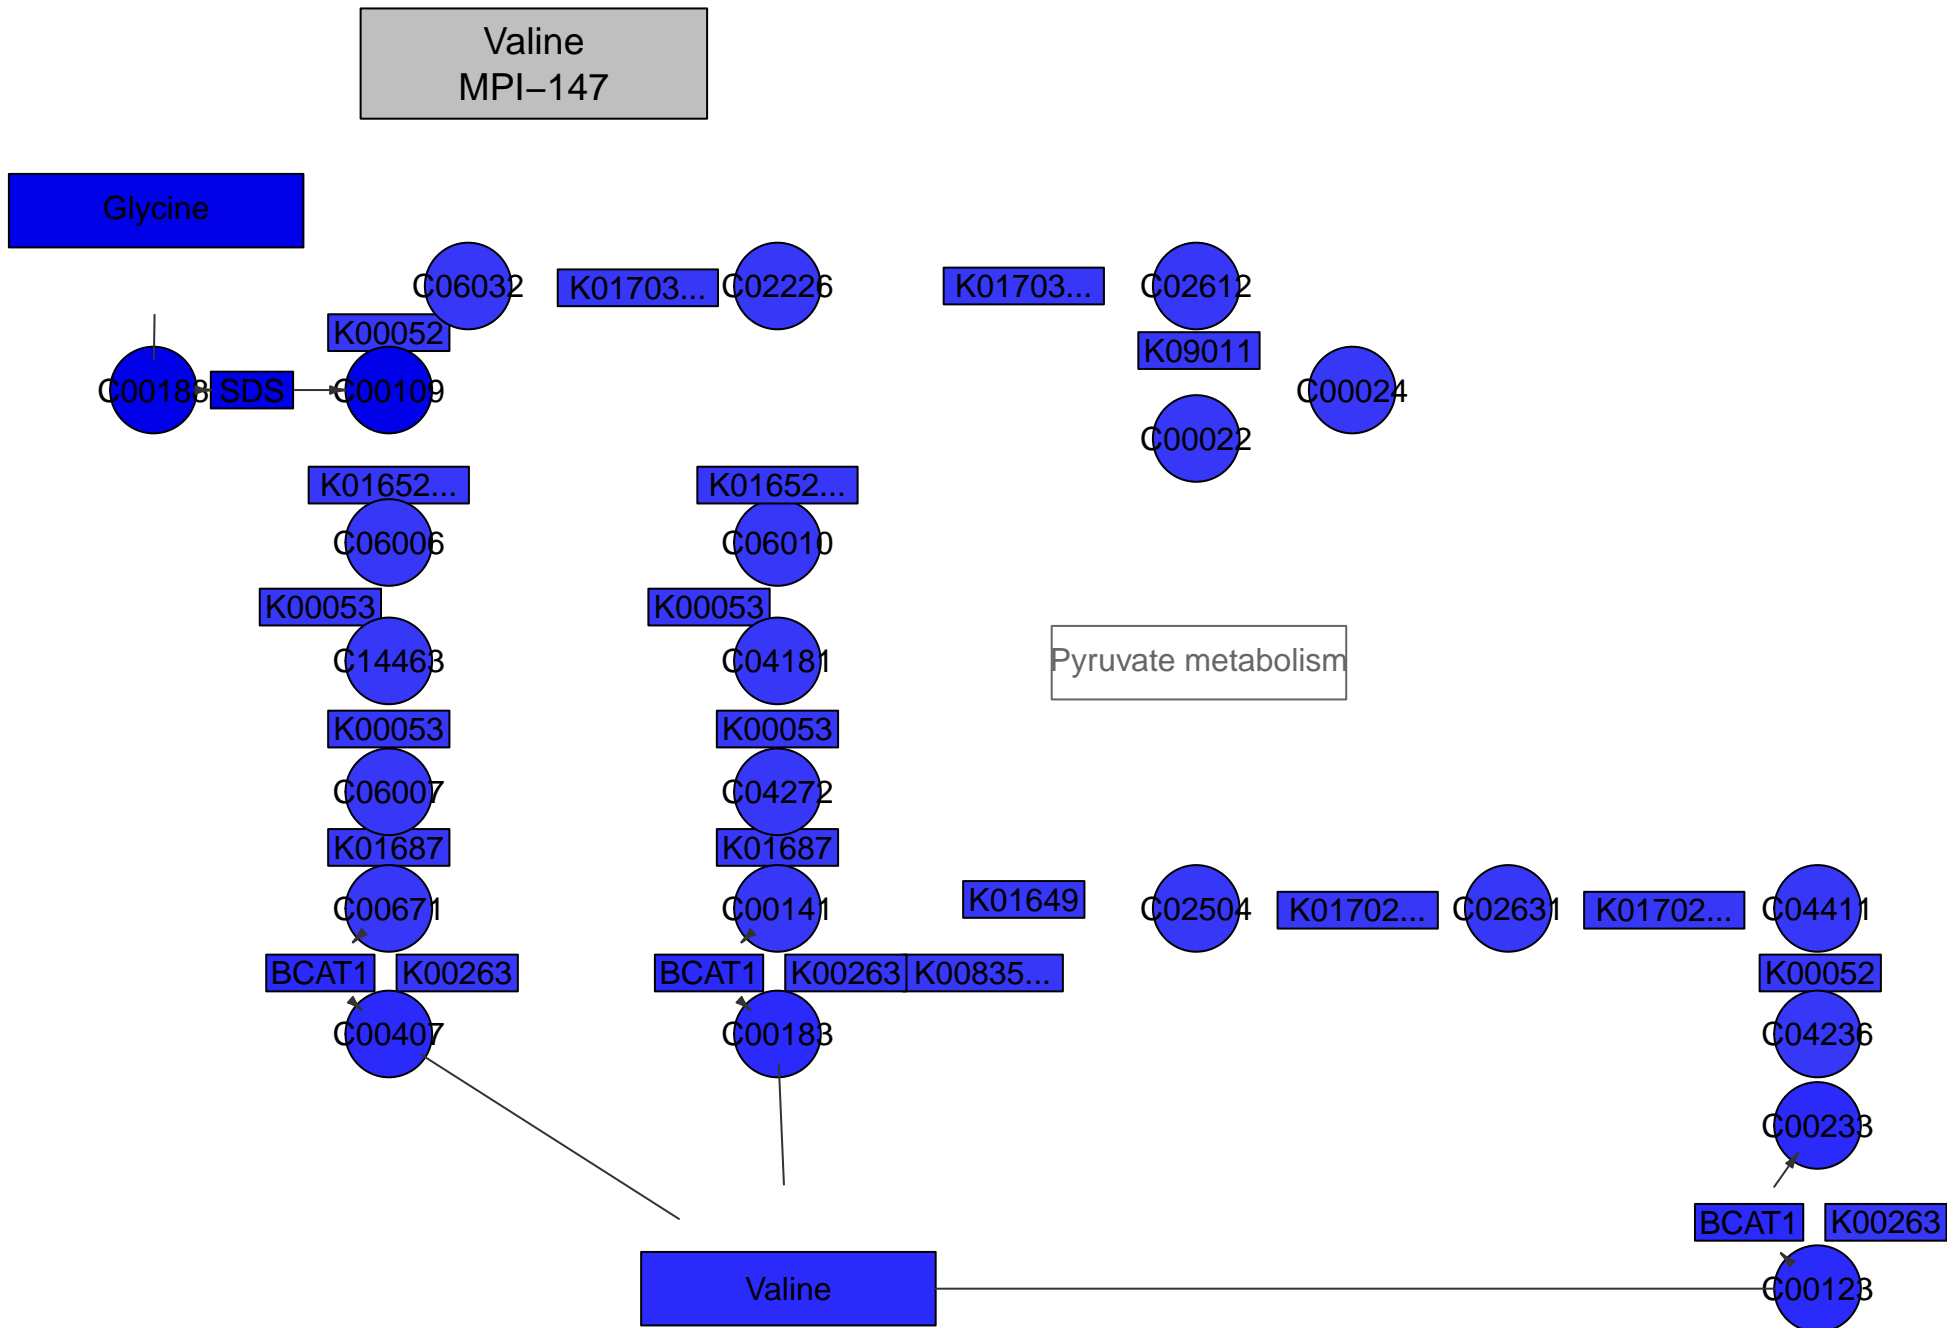 Valine
MPI−147
Glycine
C06032
K01703...
C02226
K01703...
C02612
K00052
K09011
C00188
SDS
C00109
C00024
C00022
K01652...
K01652...
C06006
C06010
K00053
K00053
C14463
C04181
Pyruvate metabolism
K00053
K00053
C06007
C04272
K01687
K01687
C00671
C00141
K01649
C02504
K01702...
C02631
K01702...
C04411
BCAT1
K00263
BCAT1
K00263
K00835...
K00052
C00407
C00183
C04236
C00233
BCAT1
K00263
Valine
C00123